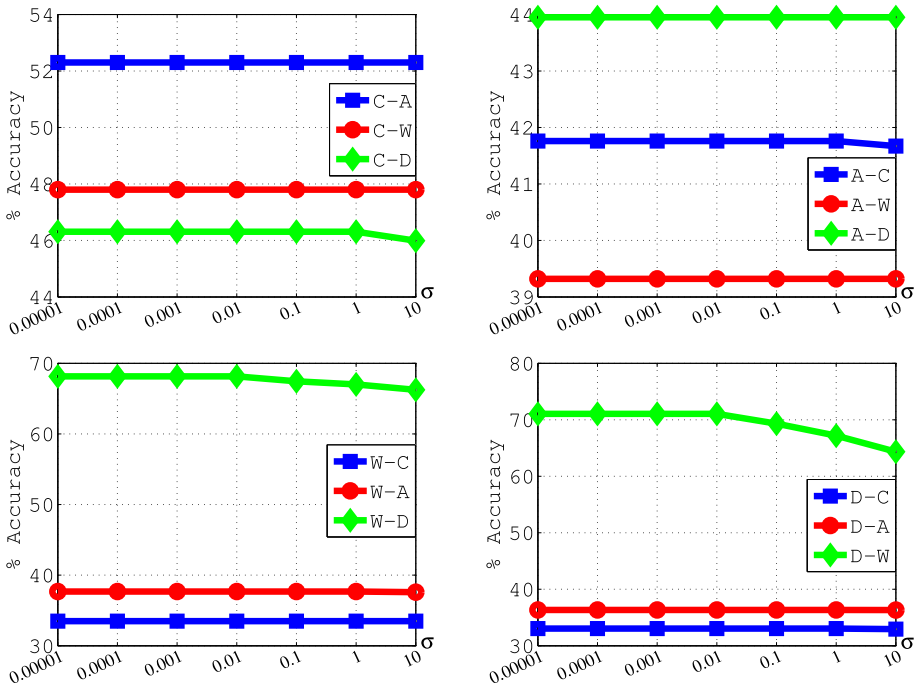 54
52
50
48
46
44
% Accuracy
C-A
C-W
C-D
0.00001 0.0001 0.001 0.01 0.1 1 10
σ
44
43
42
41
40
39
% Accuracy
A-C
A-W
A-D
0.00001 0.0001 0.001 0.01 0.1 1 10
σ
70
60
50
40
30
% Accuracy
W-C
W-A
W-D
0.00001 0.0001 0.001 0.01 0.1 1 10
σ
80
70
60
50
40
30
% Accuracy
D-C
D-A
D-W
0.00001 0.0001 0.001 0.01 0.1 1 10
σ